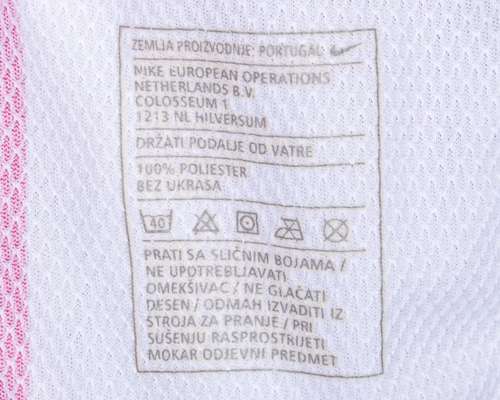 ZEMLJA PROIZVODNJE: PORTUGAL
NIKE EUROPEAN OPERATIONS
NETHERLANDS B.V.
COLOSSEUM 1
1213 NL HILVERSUM
DRŽATI PODALJE OD VATRE
100% POLIESTER
BEZ UKRASA
40
PRATI SA SLIČNIM BOJAMA /
NE UPOTREBLJAVATI
OMEKŠIVAČ / NE GLAČATI
DESEN / ODMAH IZVADITI IZ
STROJA ZA PRANJE / PRI
SUŠENJU RASPROSTRIJETI
MOKAR ODJEVNI PREDMET